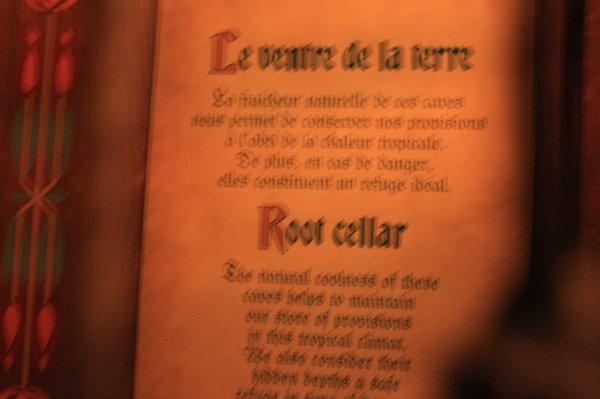 Le ventre de la terre
La fraîcheur naturelle de ces caves
nous permet de conserver nos provisions
à l'abri de la chaleur tropicale.
De plus, en cas de danger,
elles constituent un refuge idéal.
Root cellar
The natural coolness of these
caves helps to maintain
our store of provisions
in this tropical climat.
We also consider their
hidden depths a safe
refuge in